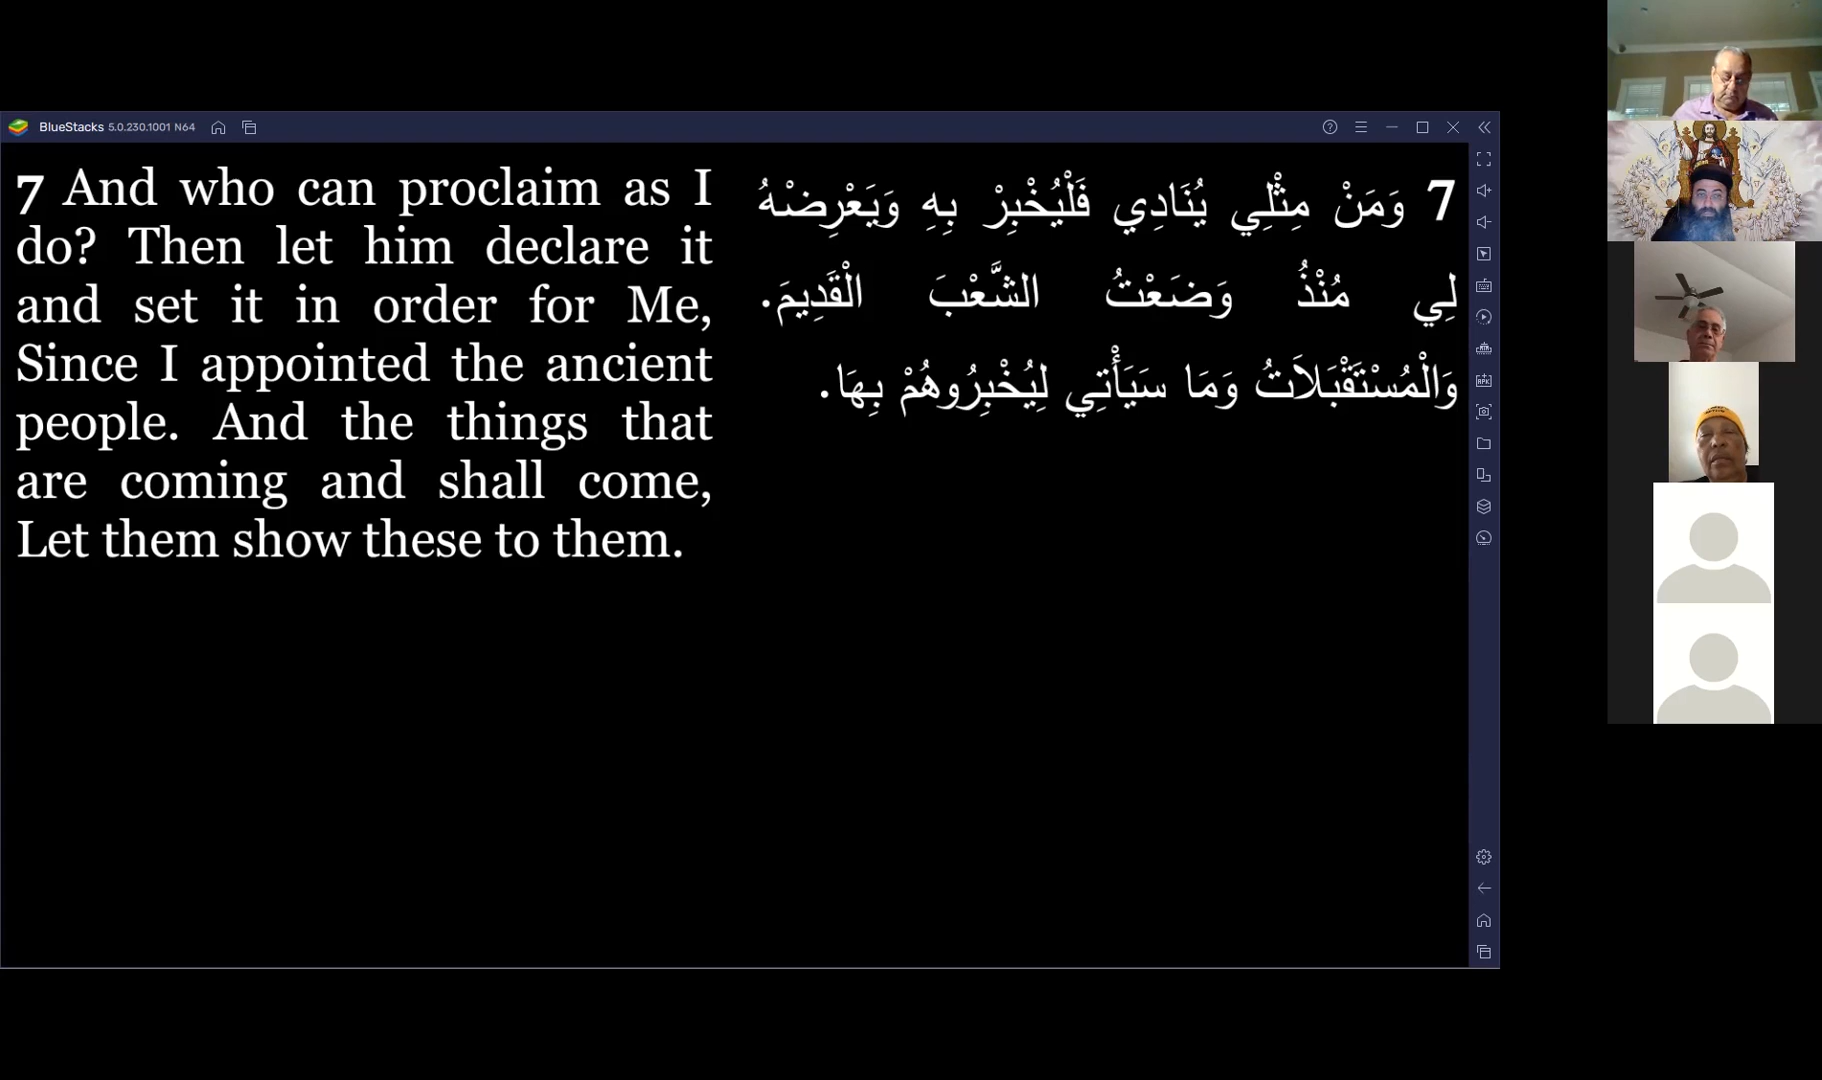 BlueStacks 5.0.230.1001 N64
7 And who can proclaim as I
do? Then let him declare it
and set it in order for Me,
Since I appointed the ancient
people. And the things that
are coming and shall come,
Let them show these to them.
7 وَمَنْ مِثْلِي يُنَادِي فَلْيُخْبِرْ بِهِ وَيَعْرِضْهُ
لِي مُنْذُ وَضَعْتُ الشَّعْبَ الْقَدِيمَ.
وَالْمُسْتَقْبَلاَتُ وَمَا سَيَأْتِي لِيُخْبِرُوهُمْ بِهَا.